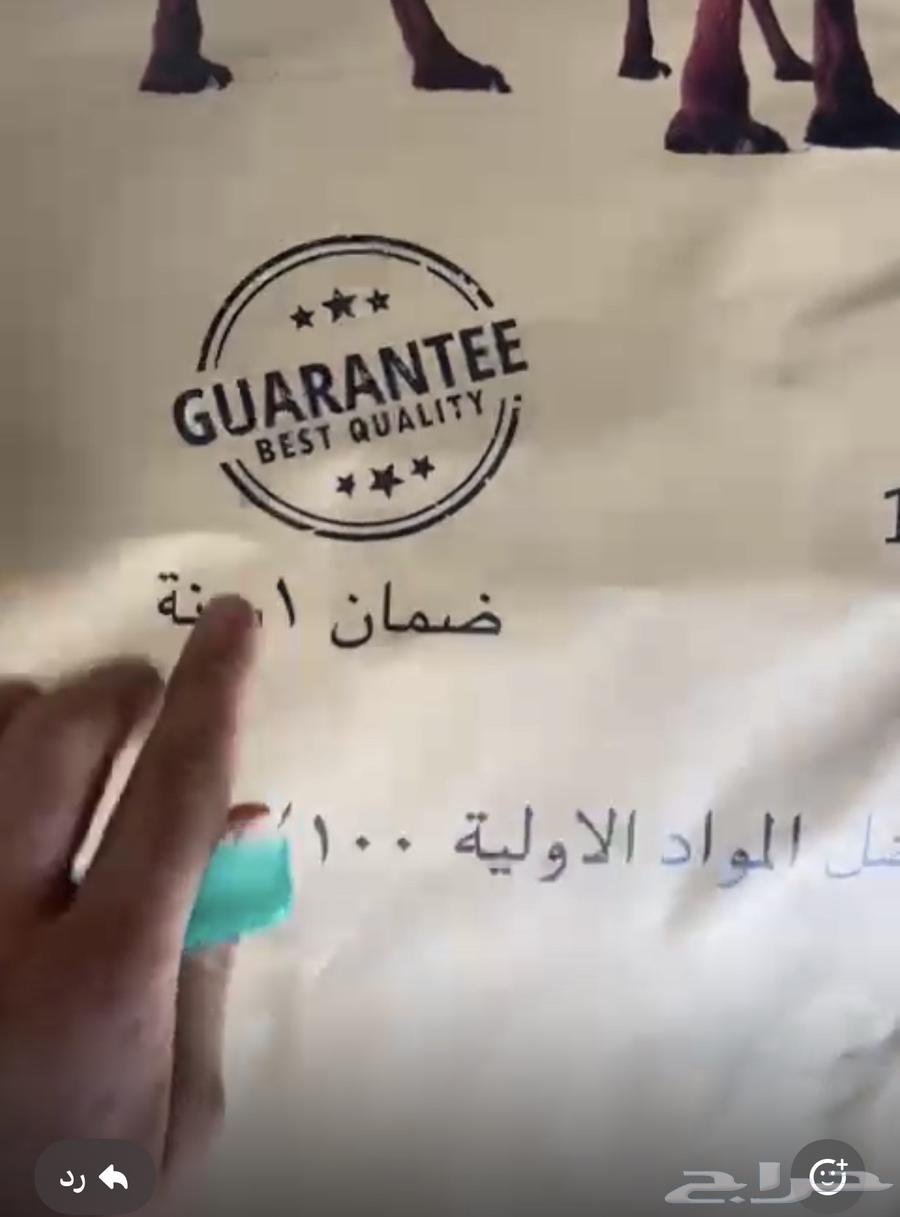 GUARANTEE
BEST QUALITY
ضمان ١
المواد الاولية ١٠٠
رد
حراج